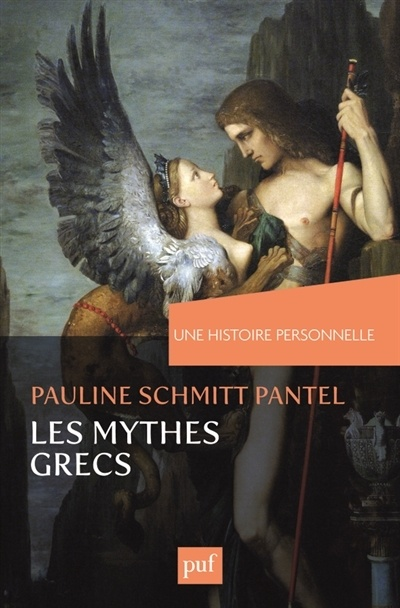 UNE HISTOIRE PERSONNELLE
PAULINE SCHMITT PANTEL
LES MYTHES
GRECS
puf